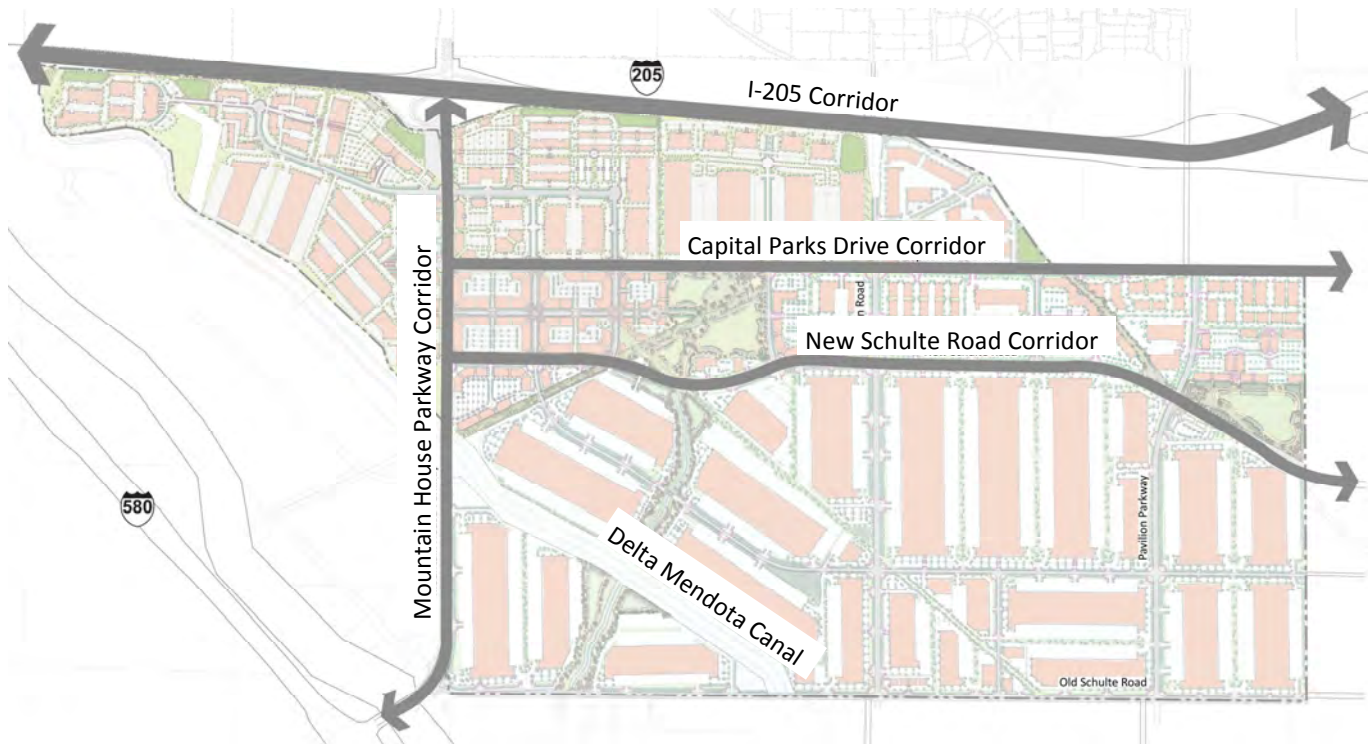 205
I-205 Corridor
Mountain House Parkway Corridor
Capital Parks Drive Corridor
New Schulte Road Corridor
580
Pavilion Parkway
Delta Mendota Canal
Old Schulte Road